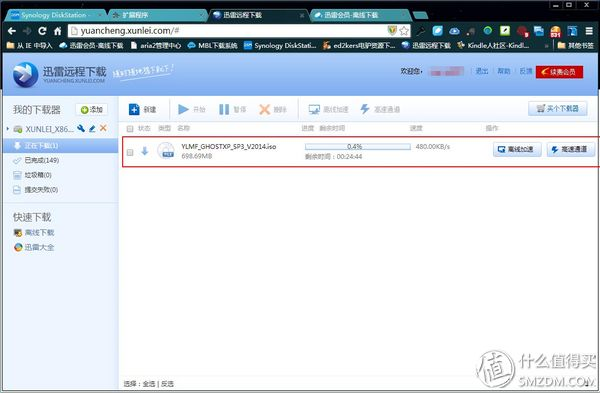 Synology DiskStation - 扩展程序 迅雷远程下载 迅雷会员-离线下载
yuancheng.xunlei.com/#
从 IE 中导入 迅雷会员-离线下载 aria2管理中心 MBL下载系统 Synology DiskStati ed2kers电驴资源下 迅雷远程下载 Kindle人社区-Kindl 其他书签
迅雷远程下载
YUANCHENG.XUNLEI.COM
欢迎您, 退出 帮助 反馈 续费会员
我的下载器 添加
新建 开始 暂停 删除 离线加速 高速通道 买个下载器
XUNLEI_X86
状态 类型 名称 进度 剩余时间 速度 操作
正在下载(1)
YLMF_GHOSTXP_SP3_V2014.iso 0.4% 480.00KB/s 离线加速 高速通道
698.69MB 剩余时间：00:24:44
已完成(149)
垃圾箱(0)
提交失败(0)
快速下载
离线下载
迅雷大全
选择：全选 | 反选
值 什么值得买
SMZDM.COM